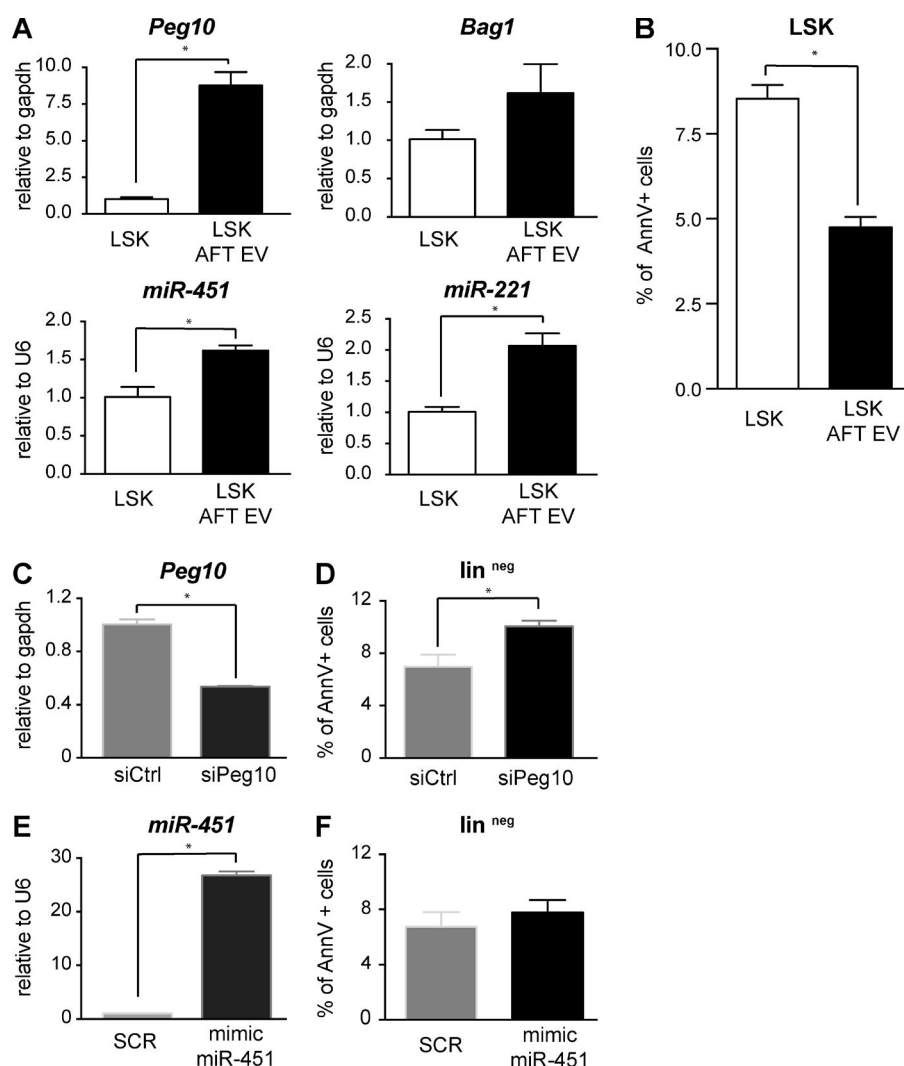 A
Peg10
relative to gapdh
10.0
7.5
5.0
2.5
0.0
*
LSK
LSK
AFT EV
Bag1
relative to gapdh
2.0
1.5
1.0
0.5
0.0
LSK
LSK
AFT EV
miR-451
relative to U6
2.0
1.5
1.0
0.5
0.0
*
LSK
LSK
AFT EV
miR-221
relative to U6
2.5
2.0
1.5
1.0
0.5
0.0
*
LSK
LSK
AFT EV
B
LSK
% of AnnV+ cells
10.0
7.5
5.0
2.5
0.0
*
LSK
LSK
AFT EV
C
Peg10
relative to gapdh
1.2
0.8
0.4
0
*
siCtrl
siPeg10
D
lin neg
% of AnnV+ cells
12
8
4
0
*
siCtrl
siPeg10
E
miR-451
relative to U6
30
20
10
0
*
SCR
mimic
miR-451
F
lin neg
% of AnnV + cells
12
8
4
0
SCR
mimic
miR-451